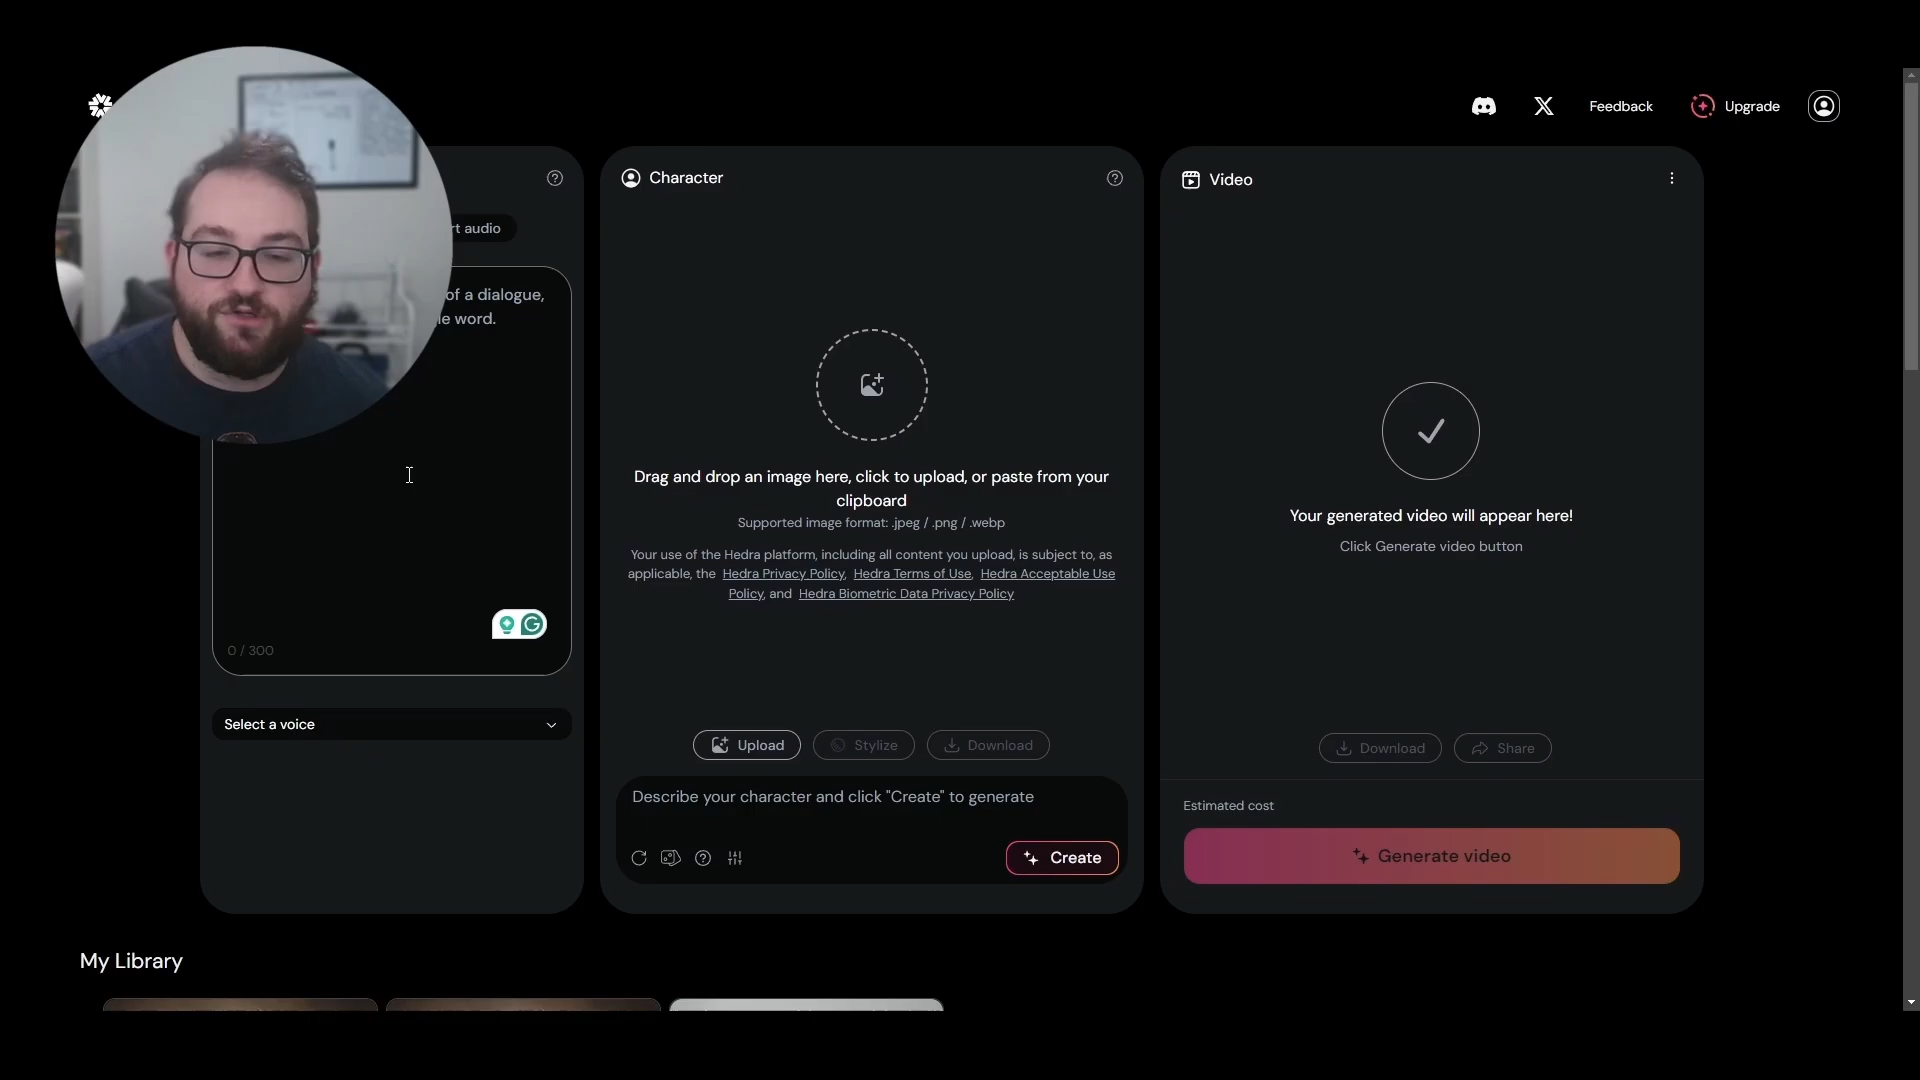 Feedback
Upgrade
Character
Video
rt audio
of a dialogue,
word.
Drag and drop an image here, click to upload, or paste from your
clipboard
Supported image format: .jpeg / .png / .webp
Your use of the Hedra platform, including all content you upload, is subject to, as
applicable, the Hedra Privacy Policy, Hedra Terms of Use, Hedra Acceptable Use
Policy, and Hedra Biometric Data Privacy Policy
Your generated video will appear here!
Click Generate video button
0 / 300
Select a voice
Upload
Stylize
Download
Download
Share
Describe your character and click "Create" to generate
Create
Estimated cost
Generate video
My Library